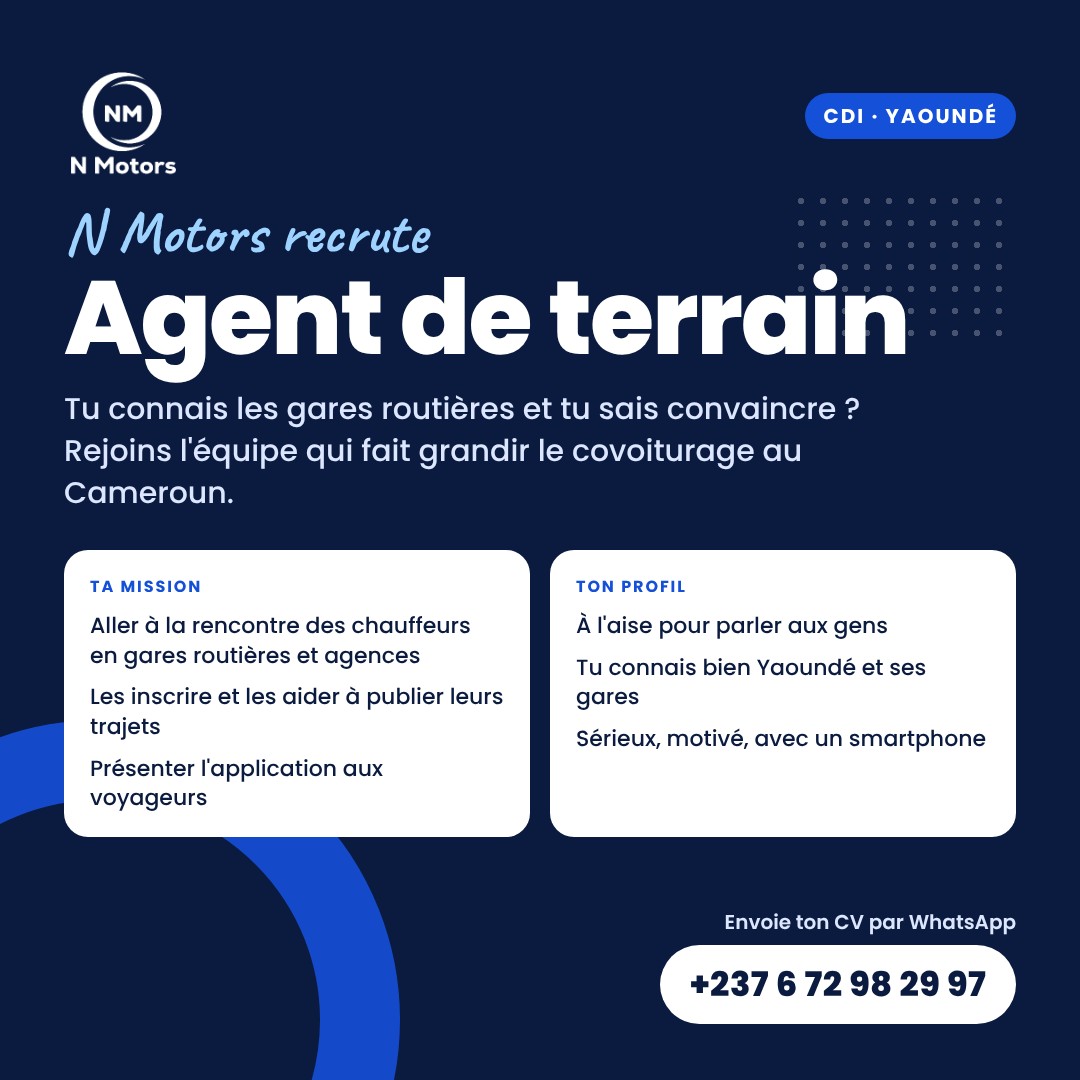 NM
N Motors
CDI · YAOUNDÉ
N Motors recrute
Agent de terrain
Tu connais les gares routières et tu sais convaincre ?
Rejoins l'équipe qui fait grandir le covoiturage au
Cameroun.
TA MISSION
Aller à la rencontre des chauffeurs
en gares routières et agences
Les inscrire et les aider à publier leurs
trajets
Présenter l'application aux
voyageurs
TON PROFIL
À l'aise pour parler aux gens
Tu connais bien Yaoundé et ses
gares
Sérieux, motivé, avec un smartphone
Envoie ton CV par WhatsApp
+237 6 72 98 29 97